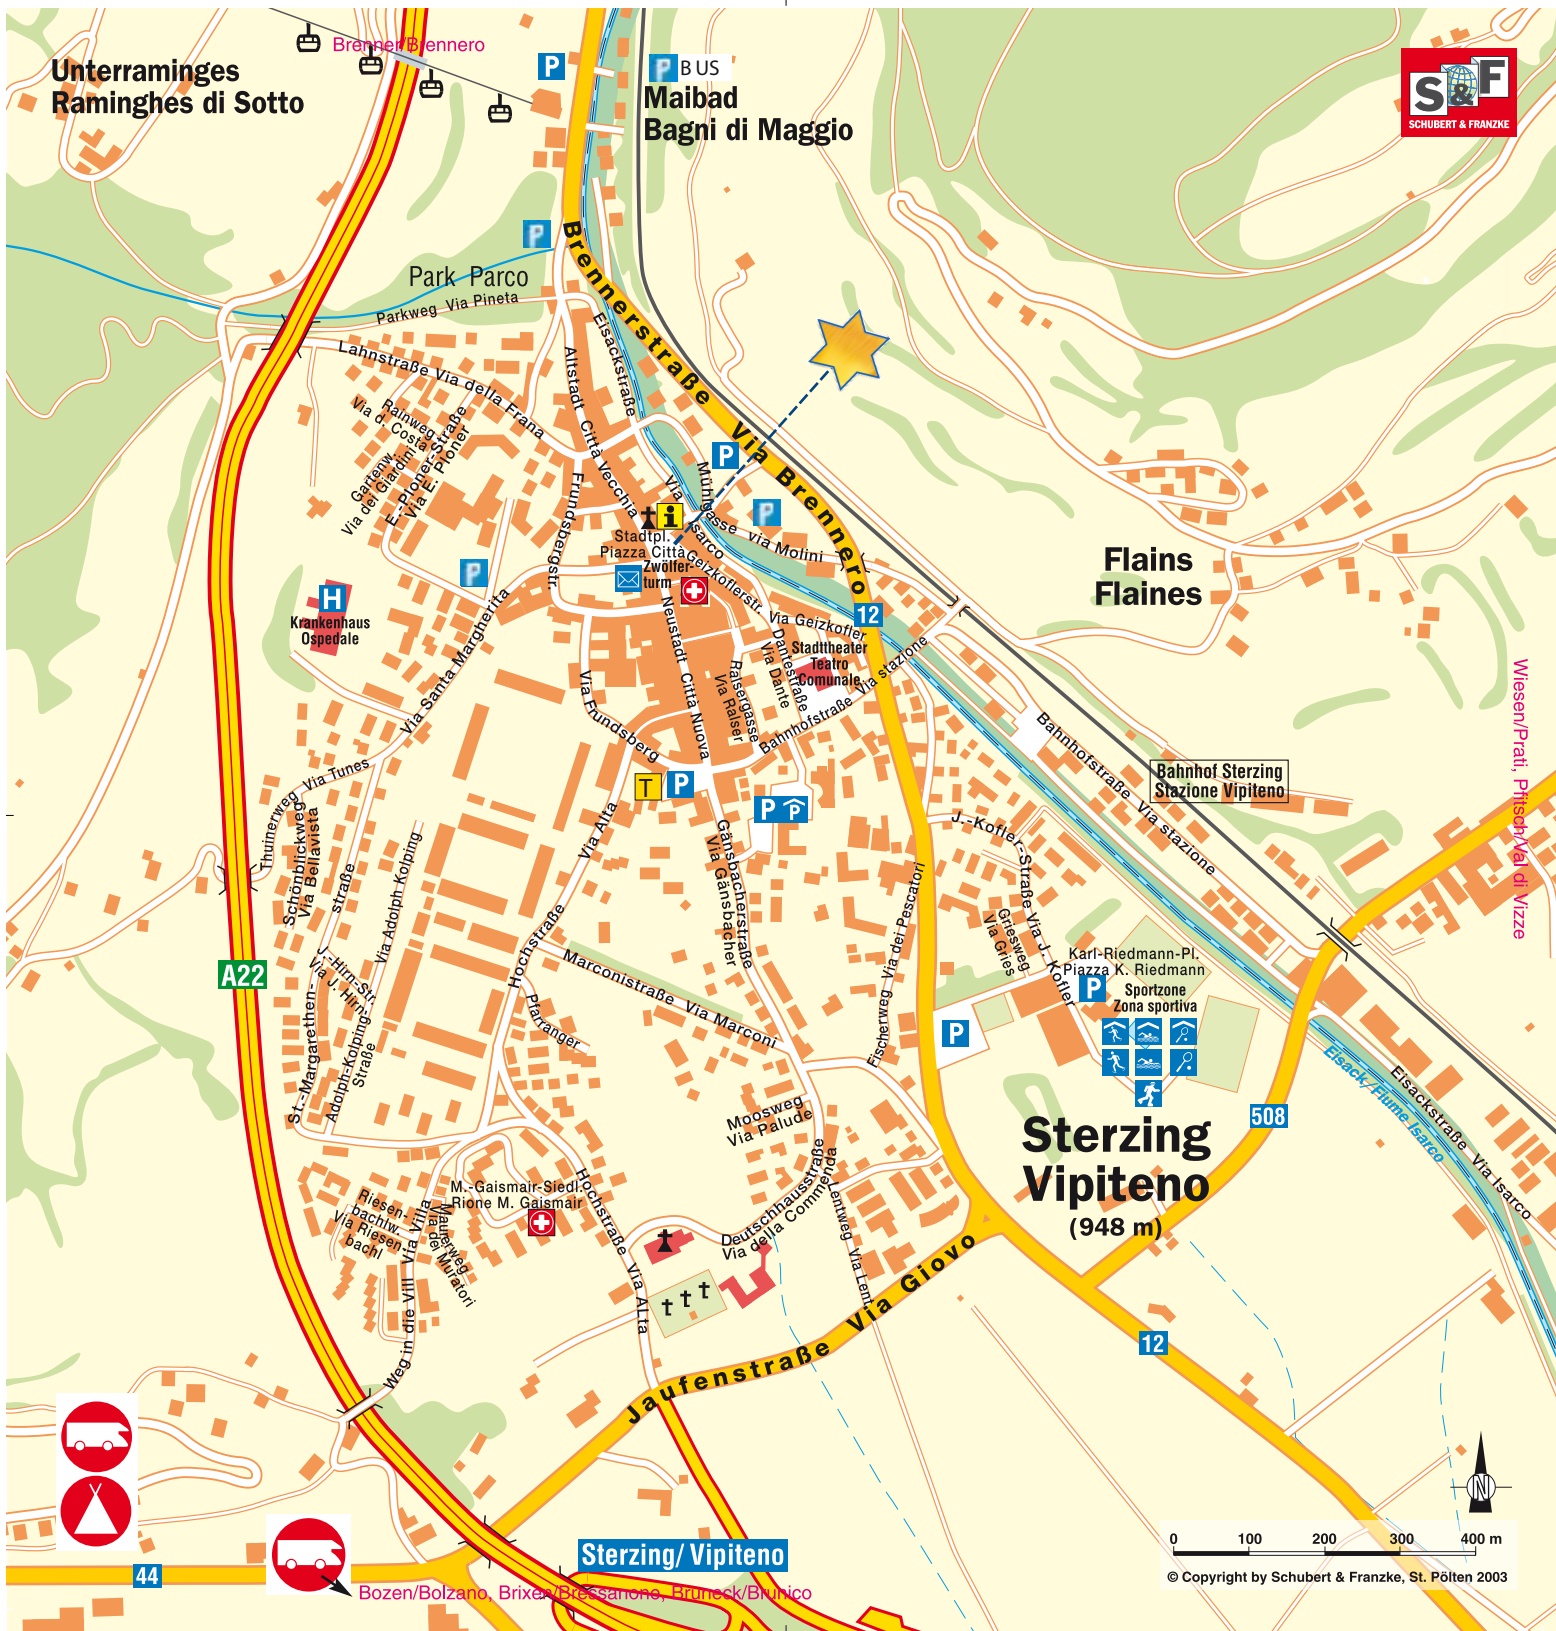 Brenner/Brennero
Unterraminges
Raminghes di Sotto
P
P BUS
Maibad
Bagni di Maggio
S&F
SCHUBERT & FRANZKE
P
Park Parco
Parkweg Via Pineta
Brennerstraße Via Brennero
Eisackstraße
Altstadt Città Vecchia
Lahnstraße Via della Frana
Rainweg
Via d. Costa
Gartenw.
Via dei Giardini
E.-Ploner-Straße
Via E. Ploner
Frundsbergstr.
Via Isarco
Mühlgasse via Molini
P
P
P
i
Stadtpl.
Piazza Città
Zwölfer-
turm
Geizkoflerstr. Via Geizkofler
H
Krankenhaus
Ospedale
Via Santa Margherita
Flains
Flaines
12
Stadttheater
Teatro
Comunale
Dantestraße
Via Dante
Ralsergasse
Via Ralser
Neustadt Città Nuova
Bahnhofstraße Via stazione
Via Frundsberg
T
P
P P
Wiesen/Prati, Pfitsch/Val di Vizze
Bahnhofstraße Via stazione
Bahnhof Sterzing
Stazione Vipiteno
Thuinerweg Via Tunes
Schönblickweg
Via Bellavista
Via Alta
Gänsbacherstraße
Via Gänsbacher
J.-Kofler-Straße Via J. Kofler
Griesweg
Via Gries
Fischerweg Via dei Pescatori
Via Adolph Kolping
Adolph-Kolping-
Straße
St.-Margarethen-
straße
J.-Hirn-Str.
Via J. Hirn
A22
Hochstraße
Marconistraße Via Marconi
Pfarranger
Karl-Riedmann-Pl.
Piazza K. Riedmann
P
Sportzone
Zona sportiva
P
Eisack/Fiume Isarco
Eisackstraße Via Isarco
508
Moosweg
Via Palude
Sterzing
Vipiteno
(948 m)
M.-Gaismair-Siedl.
Rione M. Gaismair
Riesen-
bachlw.
Via Riesen-
bachl
Mauerweg
Via dei Muratori
Weg in die Vill Via Villa
Hochstraße Via ALta
Deutschhausstraße
Via della Commenda
Lentweg Via Lent
Jaufenstraße Via Giovo
12
N
0 100 200 300 400 m
© Copyright by Schubert & Franzke, St. Pölten 2003
44
Sterzing/ Vipiteno
Bozen/Bolzano, Brixen/Bressanone, Bruneck/Brunico